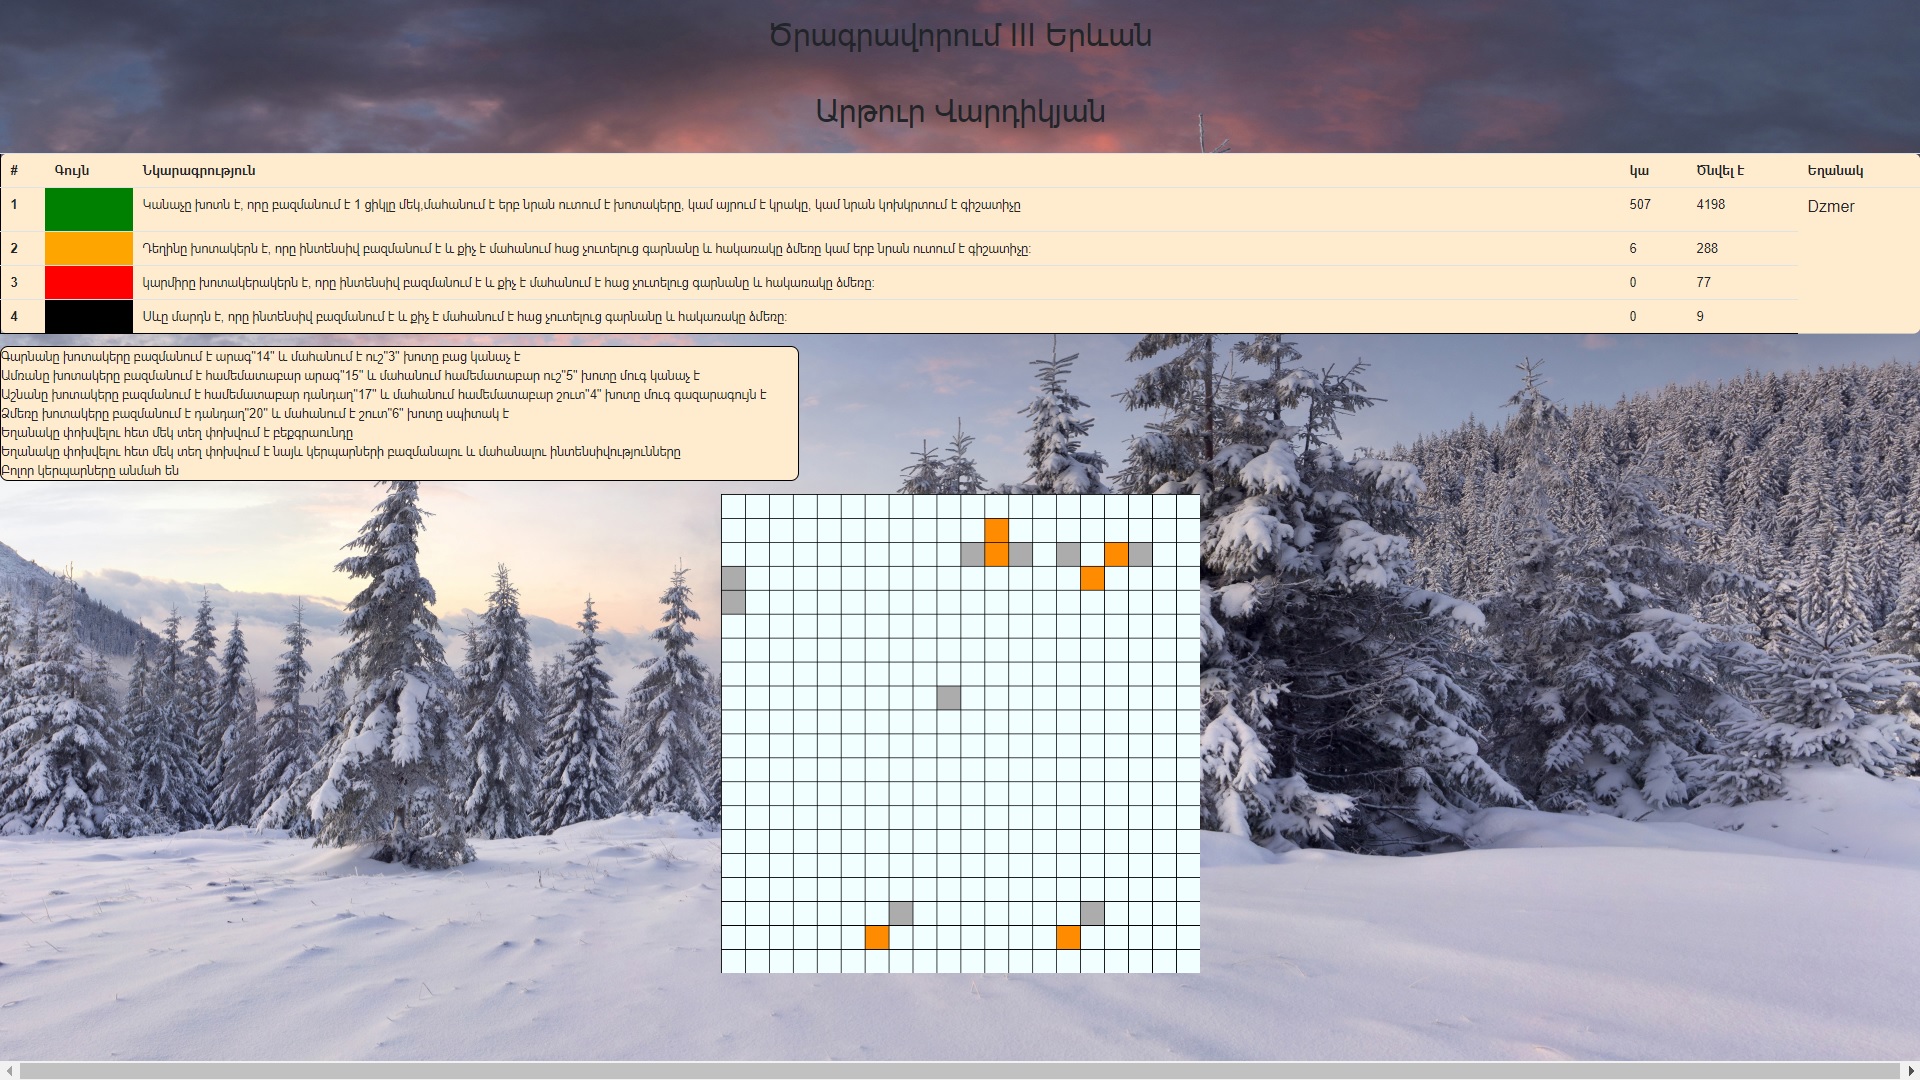 Ծրագրավորում III Երևան
Արթուր Վարդիկյան
# Գույն Նկարագրություն կա Ծնվել է Եղանակ
1 Կանաչը խոտն է, որը բազմանում է 1 ցիկլը մեկ,մահանում է երբ նրան ուտում է խոտակերը, կամ այրում է կրակը, կամ նրան կոխկրտում է գիշատիչը 507 4198 Dzmer
2 Դեղինը խոտակերն է, որը ինտենսիվ բազմանում է և քիչ է մահանում հաց չուտելուց գարնանը և հակառակը ձմեռը կամ երբ նրան ուտում է գիշատիչը: 6 288
3 կարմիրը խոտակերակերն է, որը ինտենսիվ բազմանում է և քիչ է մահանում է հաց չուտելուց գարնանը և հակառակը ձմեռը: 0 77
4 Սևը մարդն է, որը ինտենսիվ բազմանում է և քիչ է մահանում է հաց չուտելուց գարնանը և հակառակը ձմեռը: 0 9
Գարնանը խոտակերը բազմանում է արագ"14" և մահանում է ուշ"3" խոտը բաց կանաչ է
Ամռանը խոտակերը բազմանում է համեմատաբար արագ"15" և մահանում համեմատաբար ուշ"5" խոտը մուգ կանաչ է
Աշնանը խոտակերը բազմանում է համեմատաբար դանդաղ"17" և մահանում համեմատաբար շուտ"4" խոտը մուգ գազարագույն է
Ձմեռը խոտակերը բազմանում է դանդաղ"20" և մահանում է շուտ"6" խոտը սպիտակ է
Եղանակը փոխվելու հետ մեկ տեղ փոխվում է բեքգրաունդը
Եղանակը փոխվելու հետ մեկ տեղ փոխվում է նայև կերպարների բազմանալու և մահանալու ինտենսիվությունները
Բոլոր կերպարները անմահ են